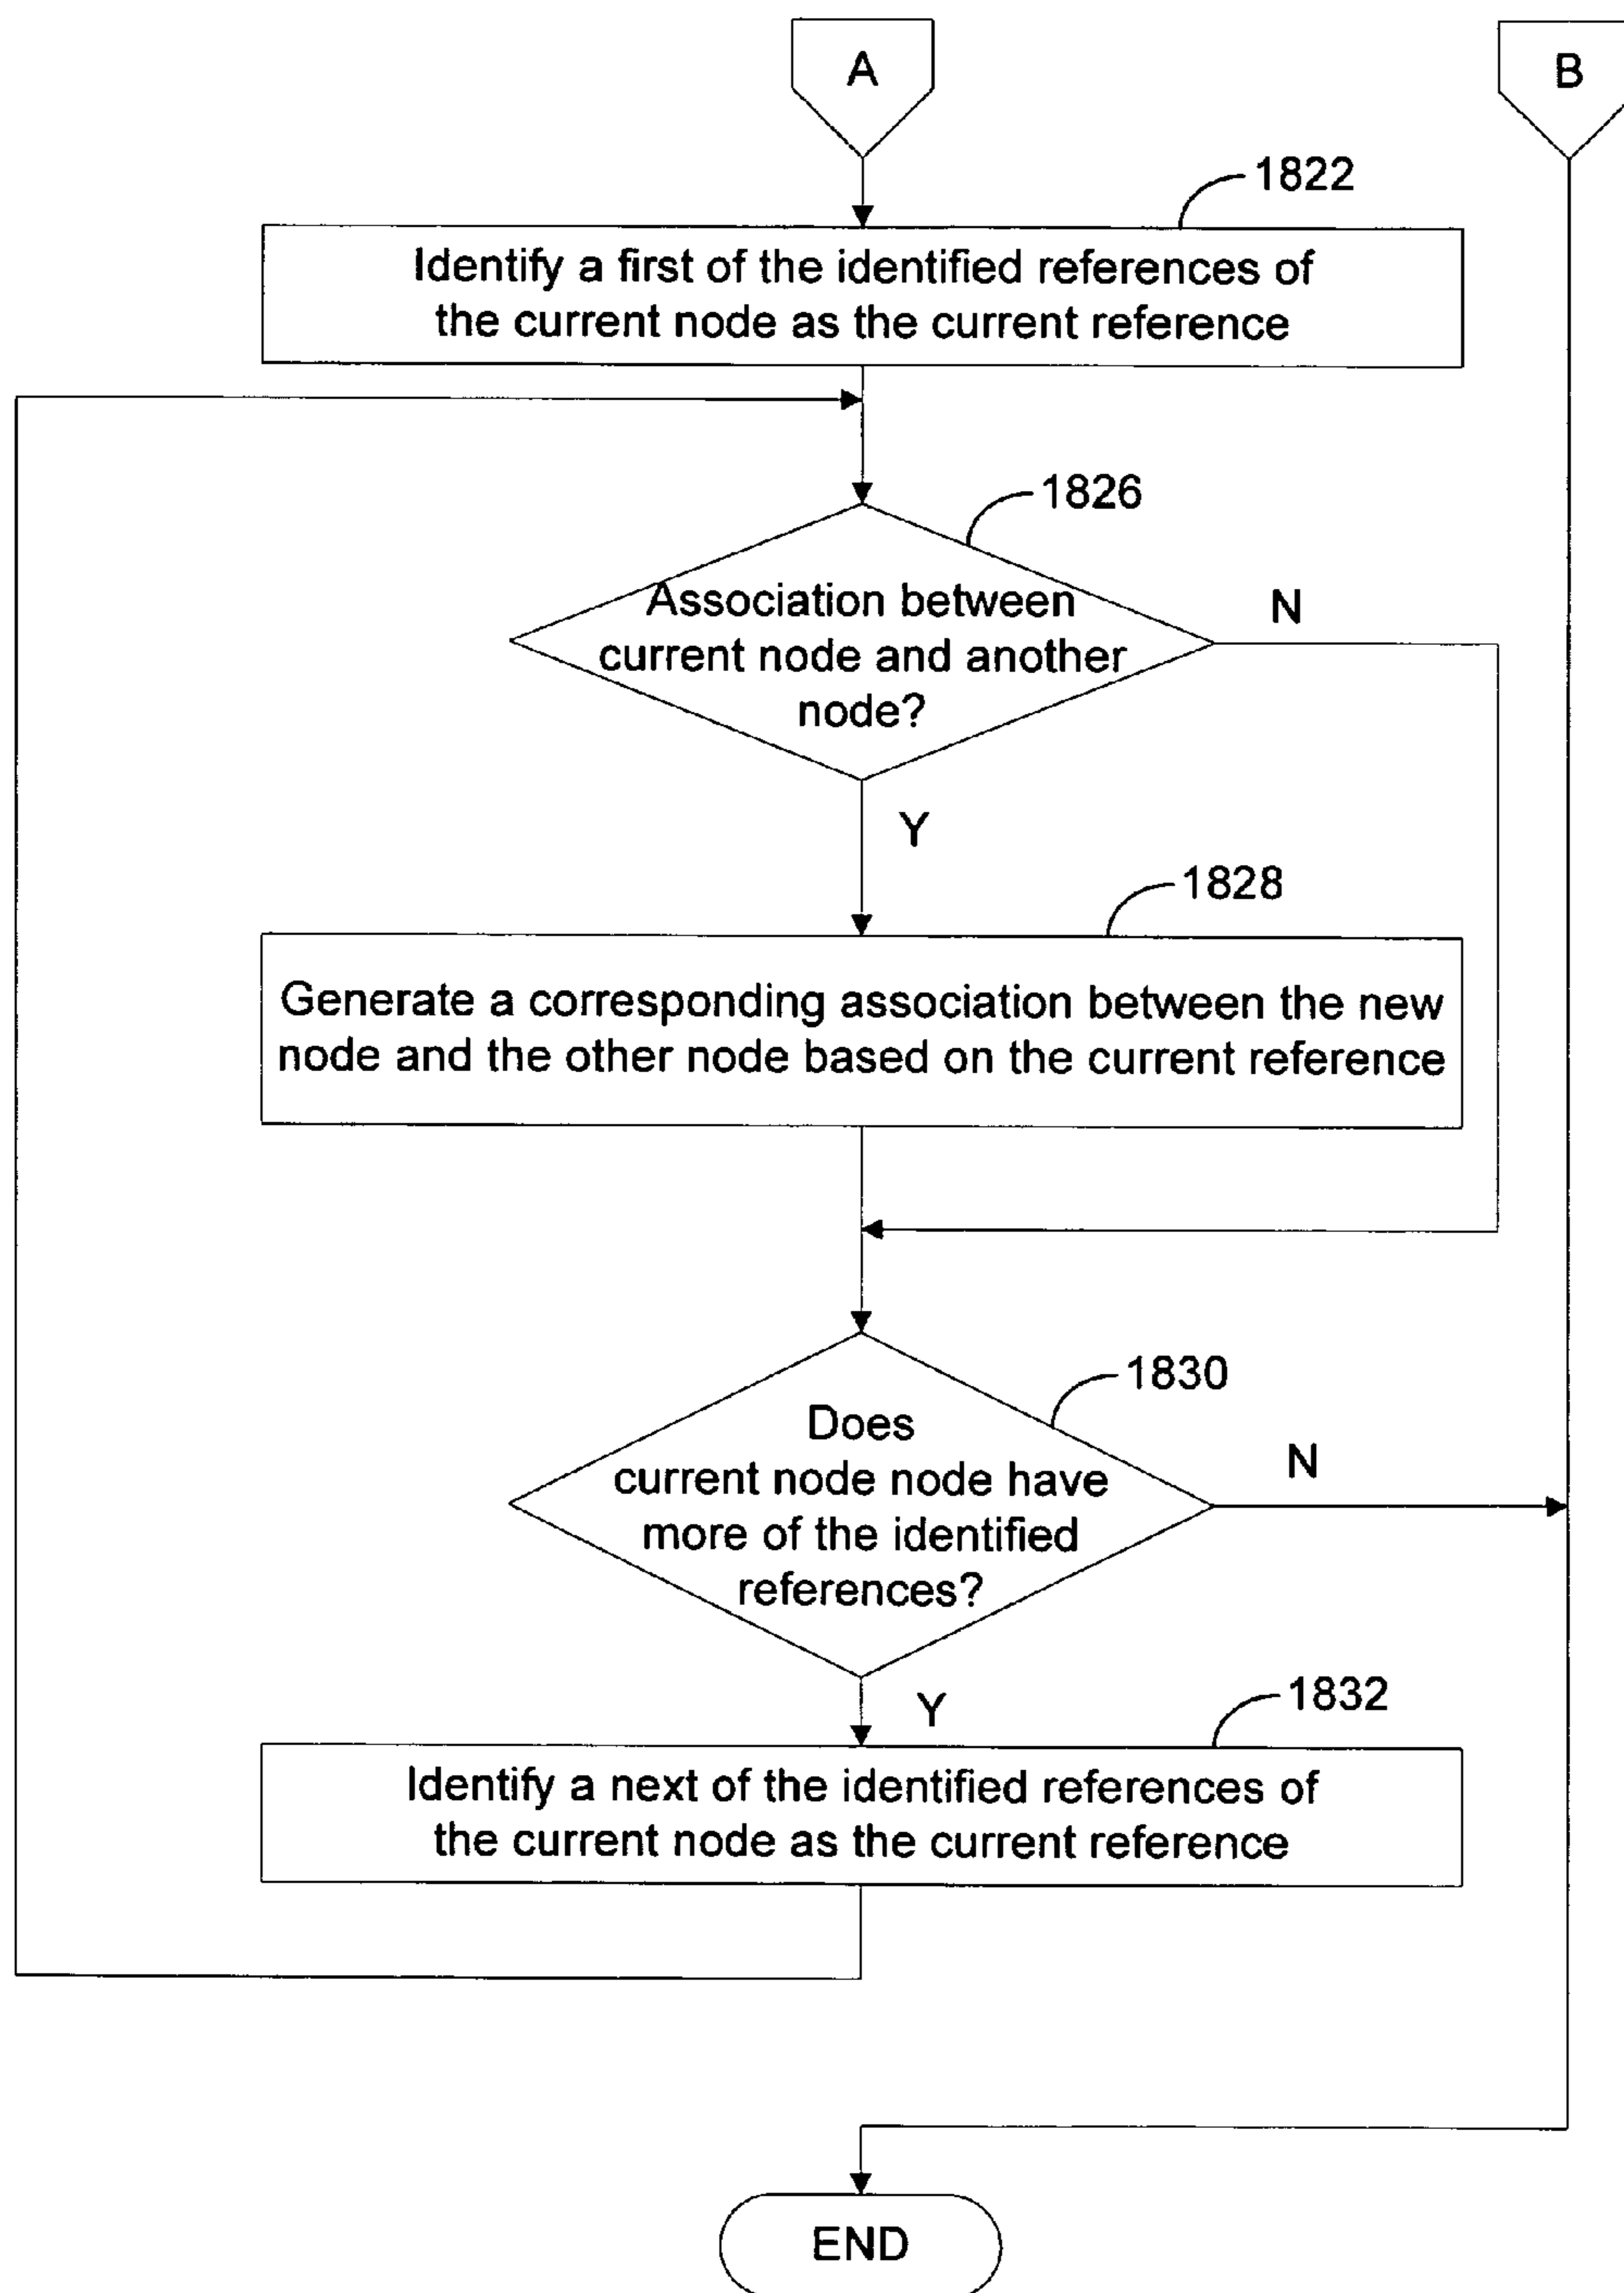 A
B
1822
Identify a first of the identified references of
the current node as the current reference
1826
Association between
current node and another
node?
N
Y
1828
Generate a corresponding association between the new
node and the other node based on the current reference
1830
Does
current node node have
more of the identified
references?
N
Y
1832
Identify a next of the identified references of
the current node as the current reference
END